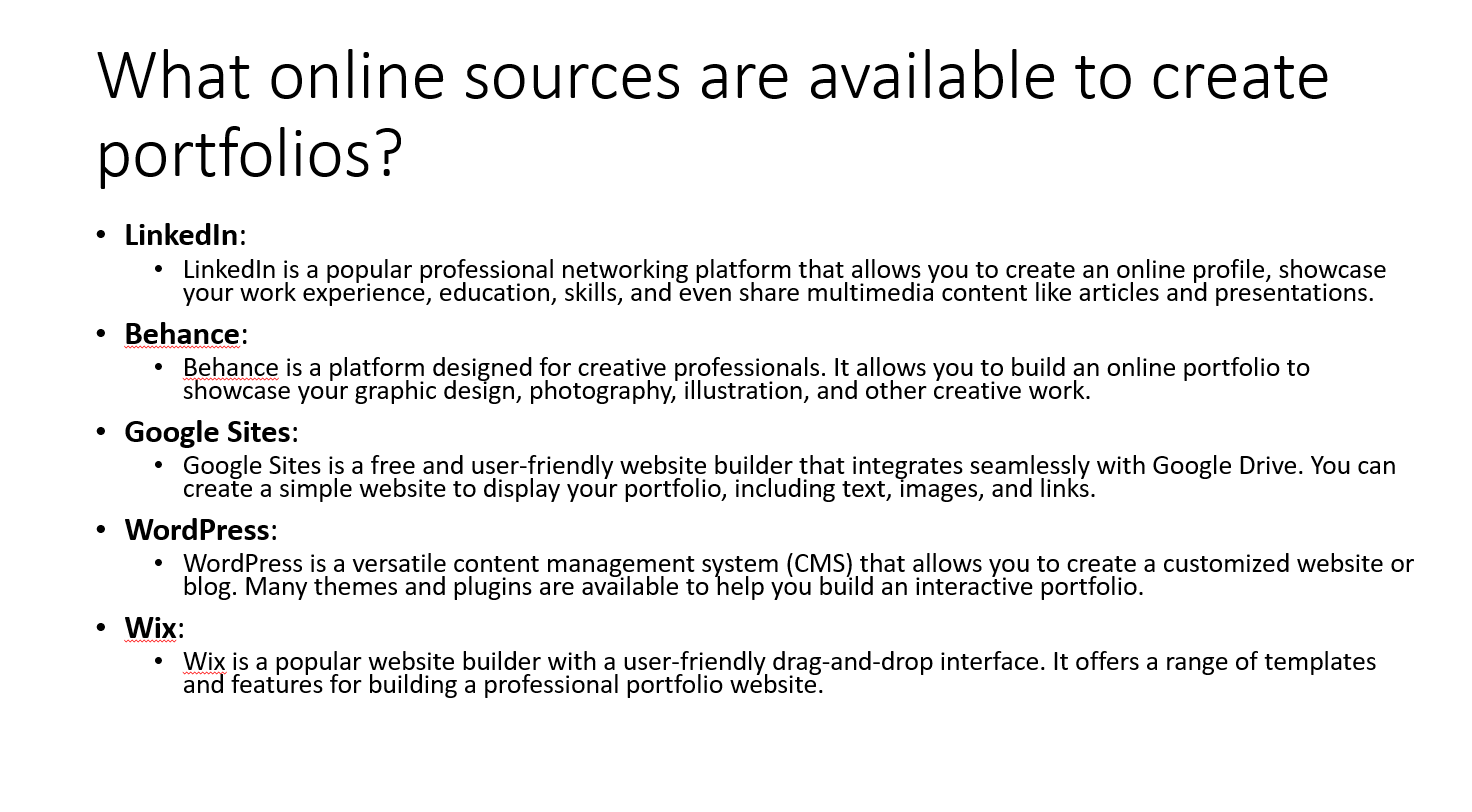 What online sources are available to create
portfolios?
• LinkedIn:
• LinkedIn is a popular professional networking platform that allows you to create an online profile, showcase
your work experience, education, skills, and even share multimedia content like articles and presentations.
• Behance:
• Behance is a platform designed for creative professionals. It allows you to build an online portfolio to
showcase your graphic design, photography, illustration, and other creative work.
• Google Sites:
• Google Sites is a free and user-friendly website builder that integrates seamlessly with Google Drive. You can
create a simple website to display your portfolio, including text, images, and links.
• WordPress:
• WordPress is a versatile content management system (CMS) that allows you to create a customized website or
blog. Many themes and plugins are available to help you build an interactive portfolio.
• Wix:
• Wix is a popular website builder with a user-friendly drag-and-drop interface. It offers a range of templates
and features for building a professional portfolio website.